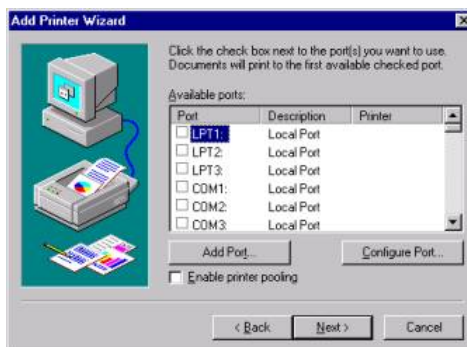 Add Printer Wizard
Click the check box next to the port(s) you want to use.
Documents will print to the first available checked port.
Available ports:
Port Description Printer
LPT1: Local Port
LPT2: Local Port
LPT3: Local Port
COM1: Local Port
COM2: Local Port
COM3: Local Port
Add Port... Configure Port...
Enable printer pooling
< Back Next > Cancel